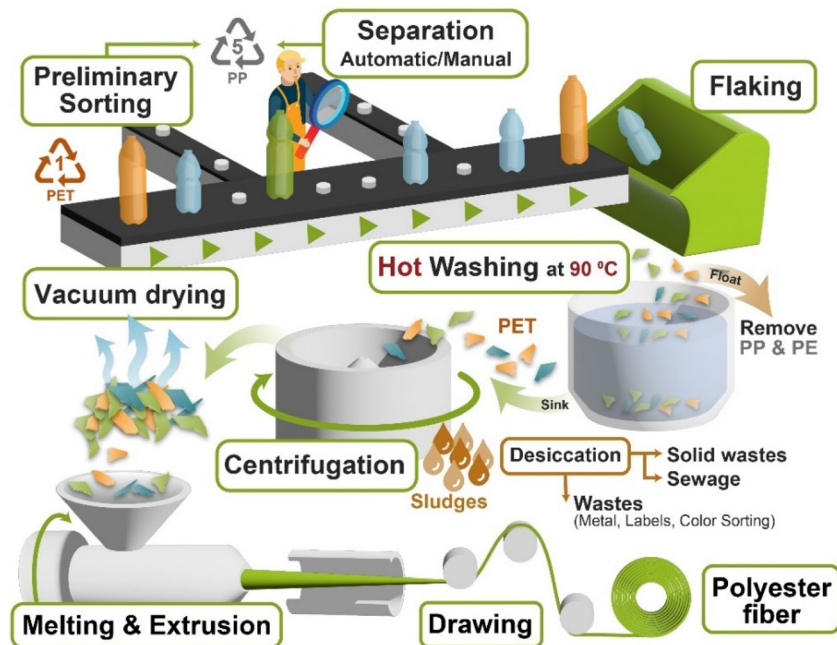 Preliminary
Sorting
5
PP
Separation
Automatic/Manual
Flaking
1
PET
Hot Washing at 90 ºC
Float
Remove
PP & PE
Vacuum drying
PET
Sink
Centrifugation
Sludges
Desiccation
Solid wastes
Sewage
Wastes
(Metal, Labels, Color Sorting)
Melting & Extrusion
Drawing
Polyester
fiber